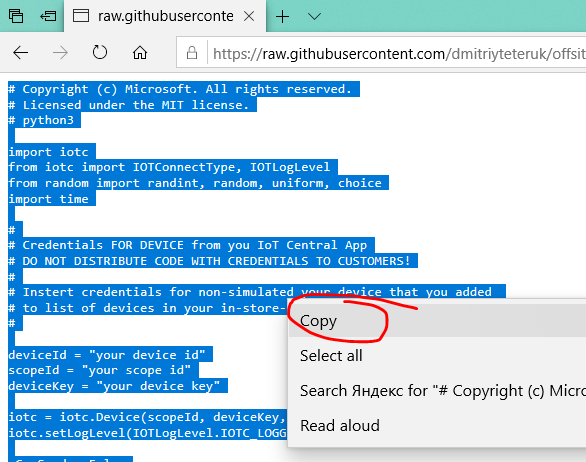 raw.githubusercontent
https://raw.githubusercontent.com/dmitriyteteruk/offsit
# Copyright (c) Microsoft. All rights reserved.
# Licensed under the MIT license.
# python3
import iotc
from iotc import IOTConnectType, IOTLogLevel
from random import randint, random, uniform, choice
import time
#
# Credentials FOR DEVICE from you IoT Central App
# DO NOT DISTRIBUTE CODE WITH CREDENTIALS TO CUSTOMERS!
#
# Instert credentials for non-simulated your device that you added
# to list of devices in your in-store-
#
Copy
Select all
Search Яндекс for "# Copyright (c) Micro
Read aloud
deviceId = "your device id"
scopeId = "your scope id"
deviceKey = "your device key"
iotc = iotc.Device(scopeId, deviceKey,
iotc.setLogLevel(IOTLogLevel.IOTC_LOGG